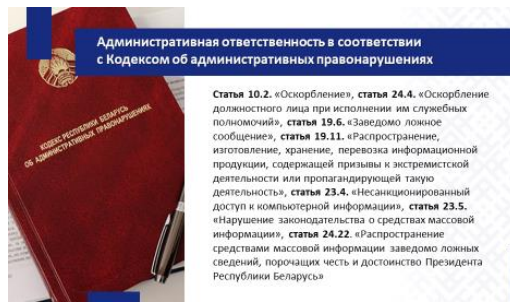 Административная ответственность в соответствии
с Кодексом об административных правонарушениях
КОДЕКС РЕСПУБЛИКИ БЕЛАРУСЬ
ОБ АДМИНИСТРАТИВНЫХ ПРАВОНАРУШЕНИЯХ
Статья 10.2. «Оскорбление», статья 24.4. «Оскорбление
должностного лица при исполнении им служебных
полномочий», статья 19.6. «Заведомо ложное
сообщение», статья 19.11. «Распространение,
изготовление, хранение, перевозка информационной
продукции, содержащей призывы к экстремистской
деятельности или пропагандирующей такую
деятельность», статья 23.4. «Несанкционированный
доступ к компьютерной информации», статья 23.5.
«Нарушение законодательства о средствах массовой
информации», статья 24.22. «Распространение
средствами массовой информации заведомо ложных
сведений, порочащих честь и достоинство Президента
Республики Беларусь»